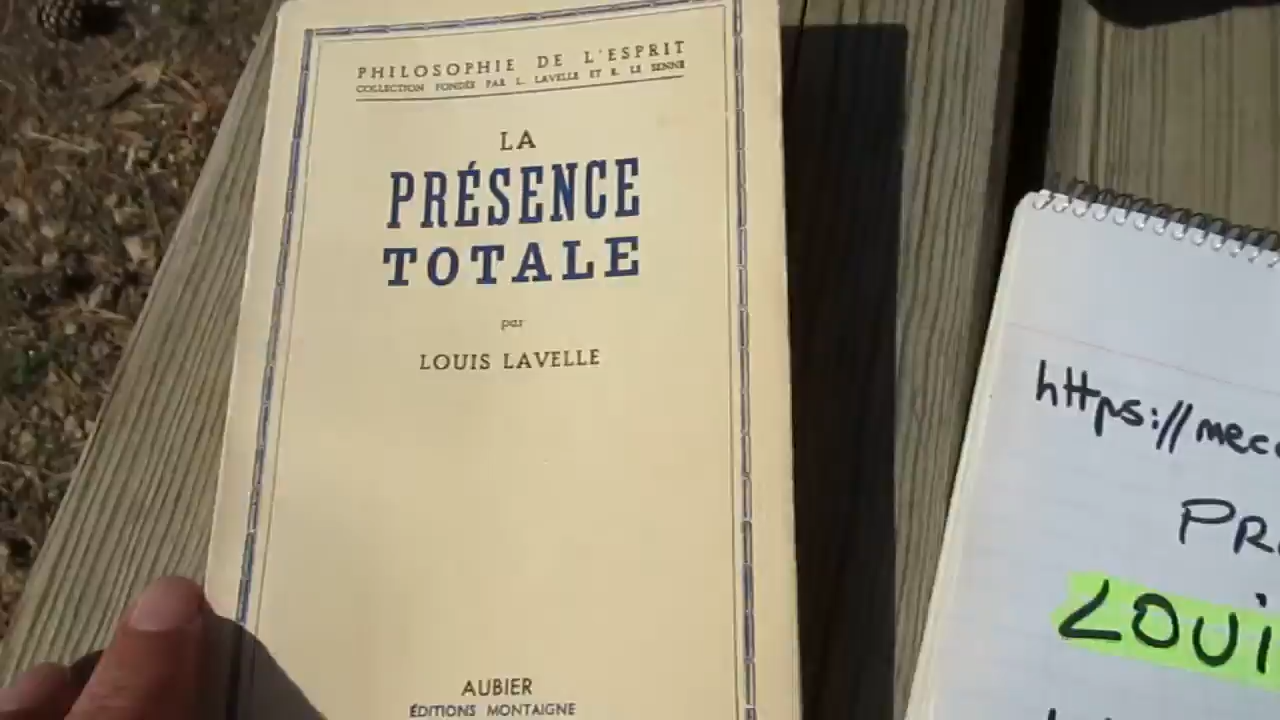 PHILOSOPHIE DE L'ESPRIT
COLLECTION FONDÉE PAR L. LAVELLE ET R. LE SENNE
LA
PRÉSENCE
TOTALE
par
LOUIS LAVELLE
AUBIER
ÉDITIONS MONTAIGNE
https://mec
PR
LOUI